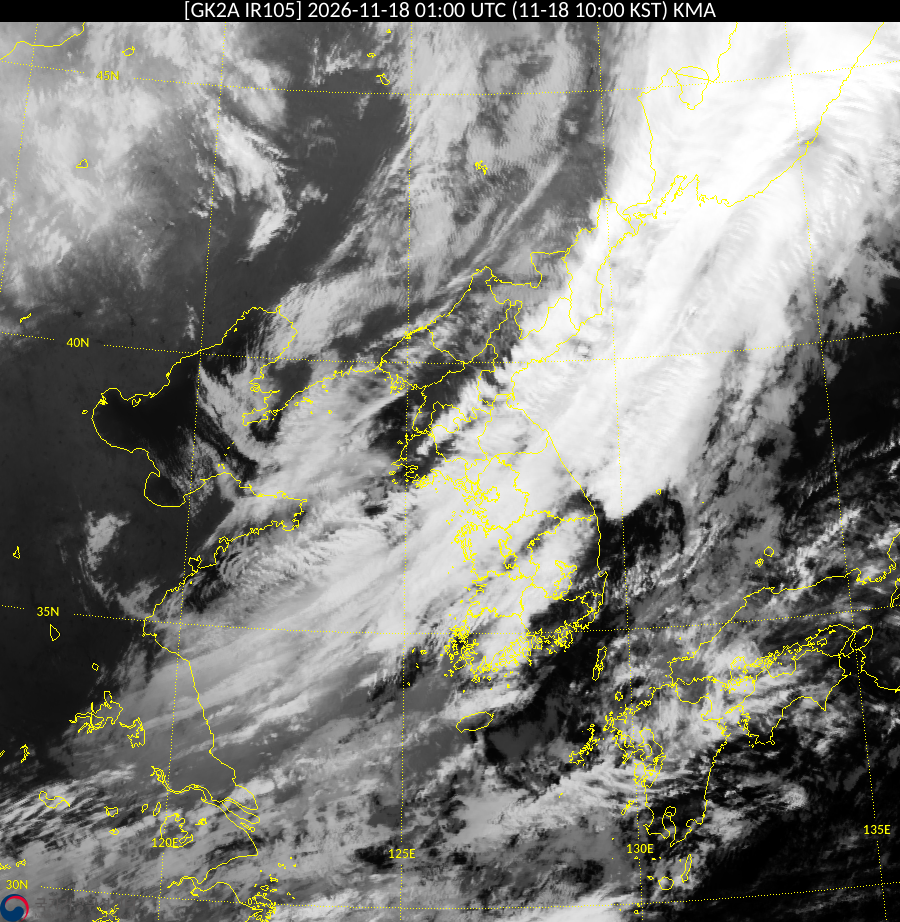 [GK2A IR105] 2026-11-18 01:00 UTC (11-18 10:00 KST) KMA
45N
40N
35N
120E
125E
130E
135E
30N